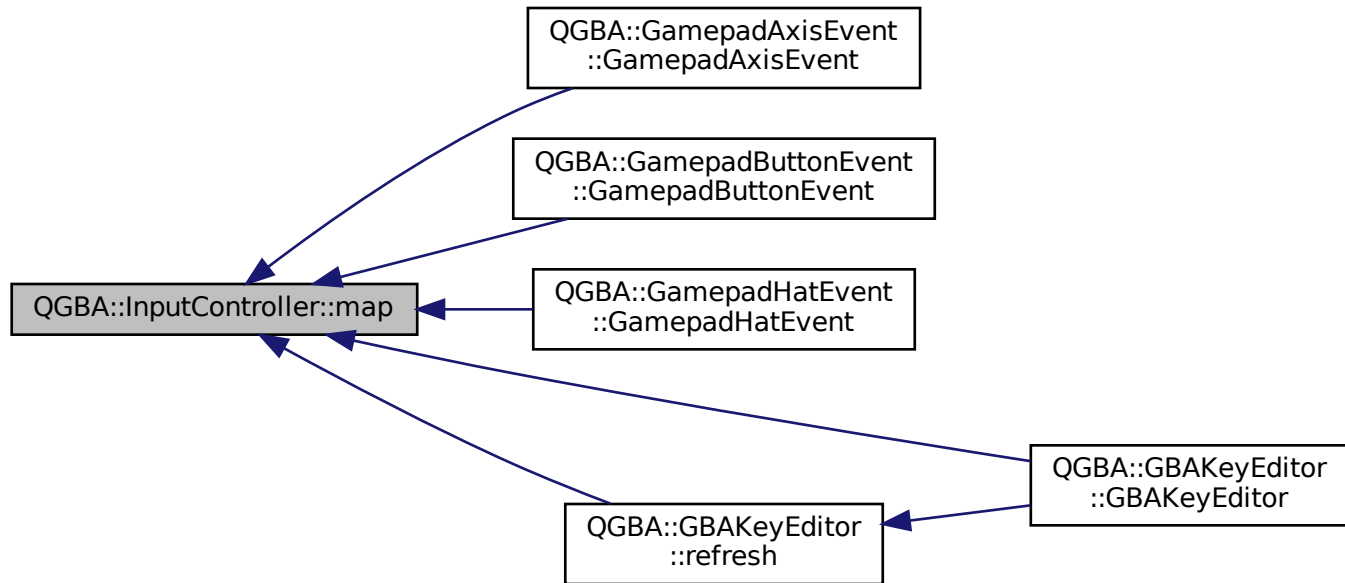 QGBA::GamepadAxisEvent
::GamepadAxisEvent
QGBA::GamepadButtonEvent
::GamepadButtonEvent
QGBA::InputController::map
QGBA::GamepadHatEvent
::GamepadHatEvent
QGBA::GBAKeyEditor
::GBAKeyEditor
QGBA::GBAKeyEditor
::refresh